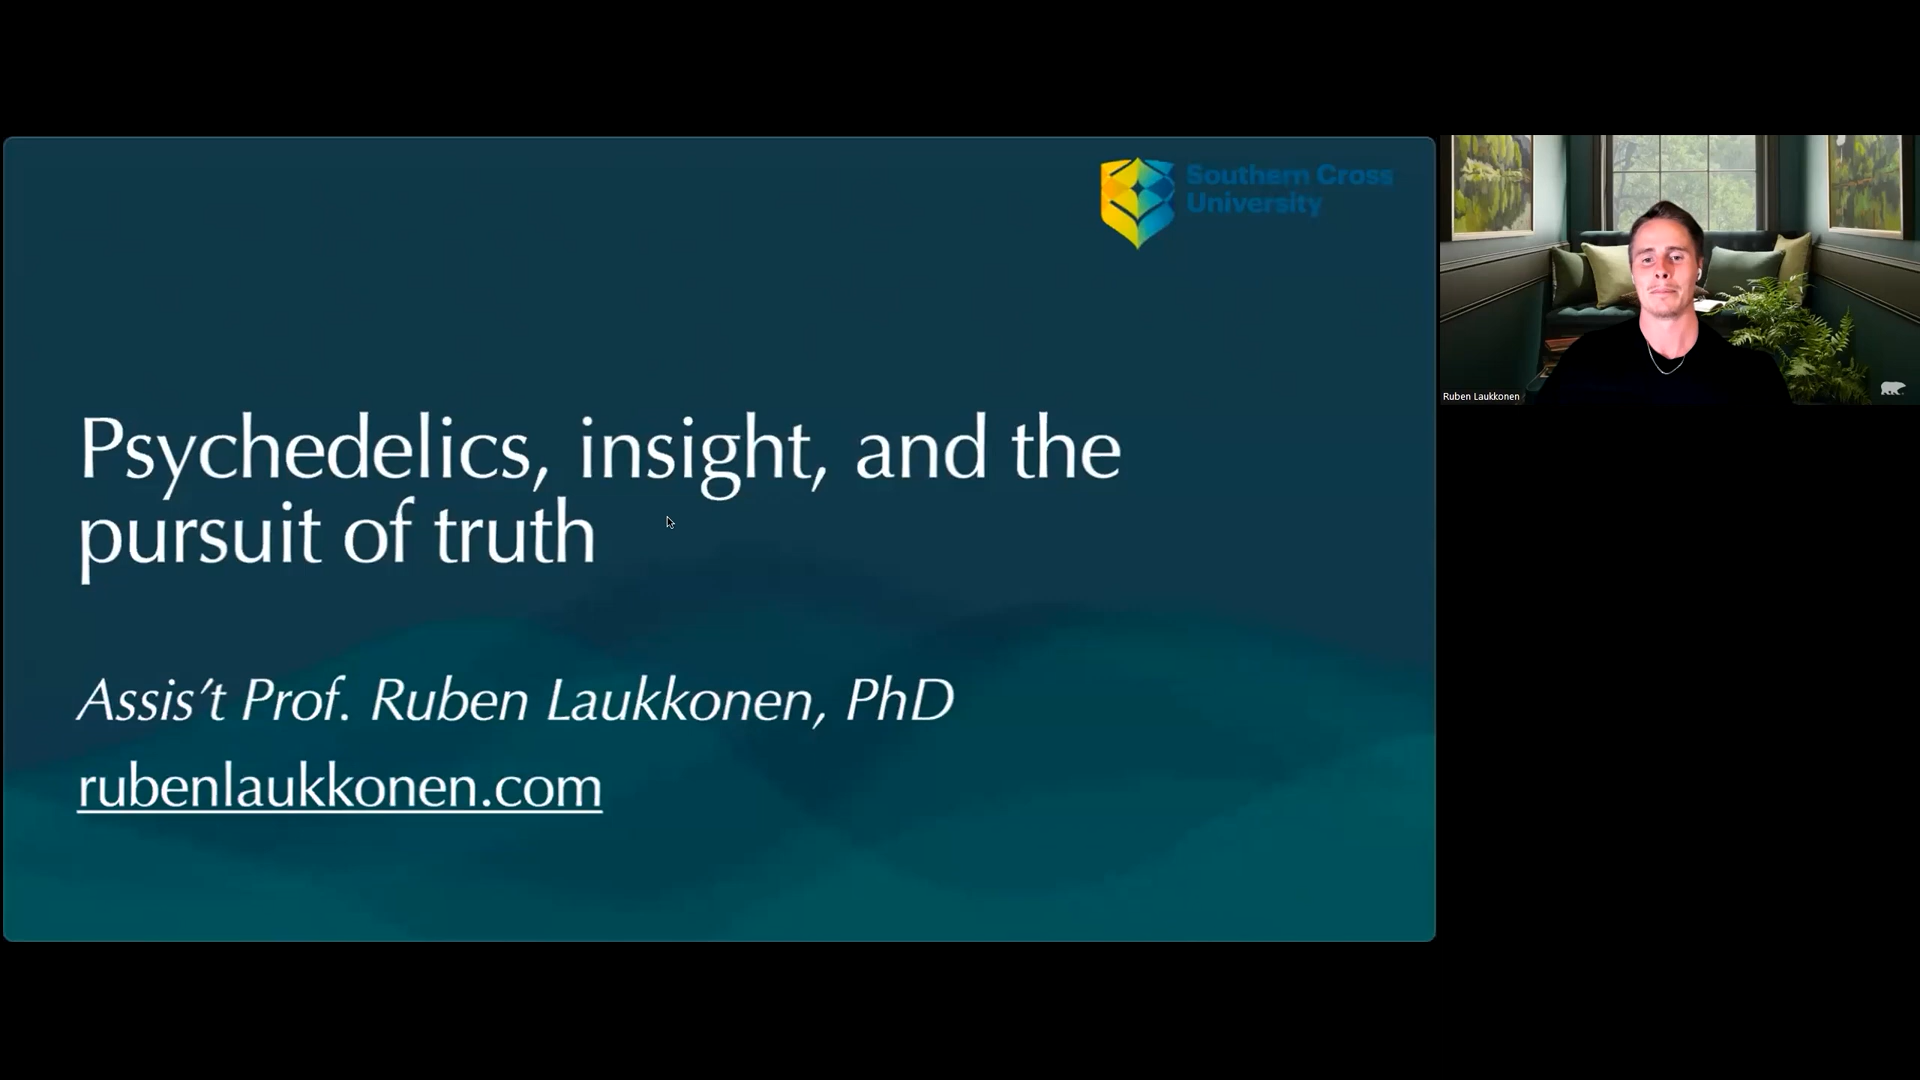 Southern Cross
University
Psychedelics, insight, and the
pursuit of truth
Assis't Prof. Ruben Laukkonen, PhD
rubenlaukkonen.com
Ruben Laukkonen